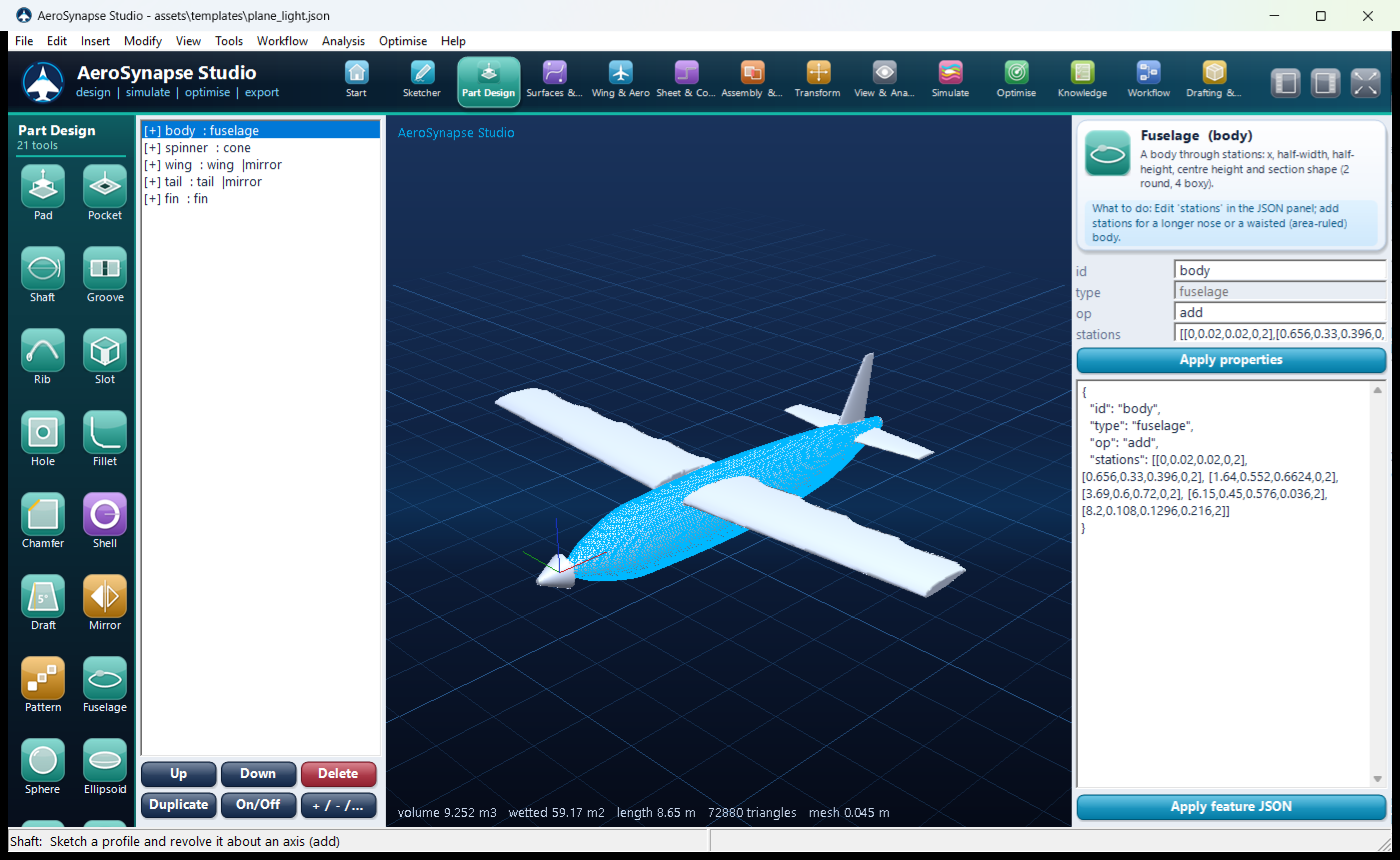 AeroSynapse Studio - assets\templates\plane_light.json
File Edit Insert Modify View Tools Workflow Analysis Optimise Help
AeroSynapse Studio
design | simulate | optimise | export
Start Sketcher Part Design Surfaces &... Wing & Aero Sheet & Co... Assembly &... Transform View & Ana... Simulate Optimise Knowledge Workflow Drafting &...
Part Design
21 tools
Pad Pocket
Shaft Groove
Rib Slot
Hole Fillet
Chamfer Shell
5°
Draft Mirror
Pattern Fuselage
Sphere Ellipsoid
[+] body : fuselage
[+] spinner : cone
[+] wing : wing |mirror
[+] tail : tail |mirror
[+] fin : fin
Up Down Delete
Duplicate On/Off + / - /...
AeroSynapse Studio
volume 9.252 m3 wetted 59.17 m2 length 8.65 m 72880 triangles mesh 0.045 m
Fuselage (body)
A body through stations: x, half-width, half-
height, centre height and section shape (2
round, 4 boxy).
What to do: Edit 'stations' in the JSON panel; add
stations for a longer nose or a waisted (area-ruled)
body.
id body
type fuselage
op add
stations [[0,0.02,0.02,0,2],[0.656,0.33,0.396,0,
Apply properties
{
"id": "body",
"type": "fuselage",
"op": "add",
"stations": [[0,0.02,0.02,0,2],
[0.656,0.33,0.396,0,2], [1.64,0.552,0.6624,0,2],
[3.69,0.6,0.72,0,2], [6.15,0.45,0.576,0.036,2],
[8.2,0.108,0.1296,0.216,2]]
}
Apply feature JSON
Shaft: Sketch a profile and revolve it about an axis (add)